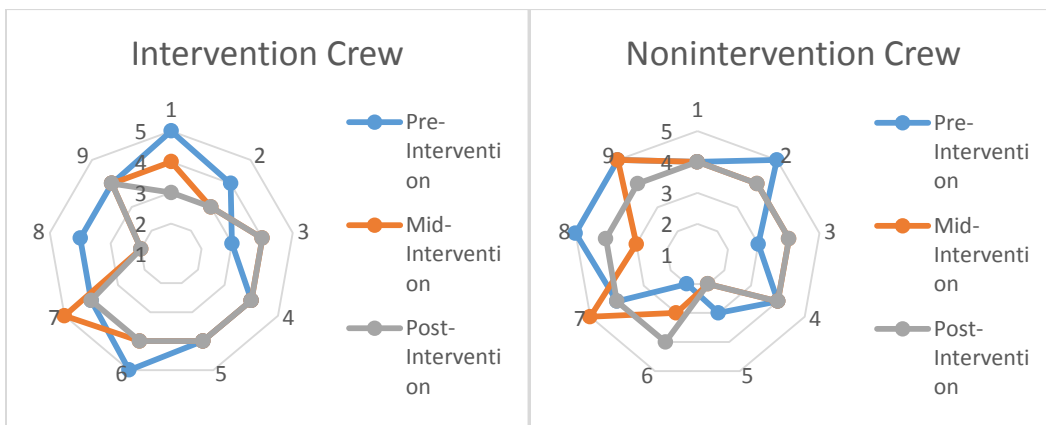 Intervention Crew
1
5
4
3
2
1
2
3
4
5
6
7
8
9
Pre-
Interventi
on
Mid-
Interventi
on
Post-
Interventi
on
Nonintervention Crew
1
5
4
3
2
1
2
3
4
5
6
7
8
9
Pre-
Interventi
on
Mid-
Interventi
on
Post-
Interventi
on